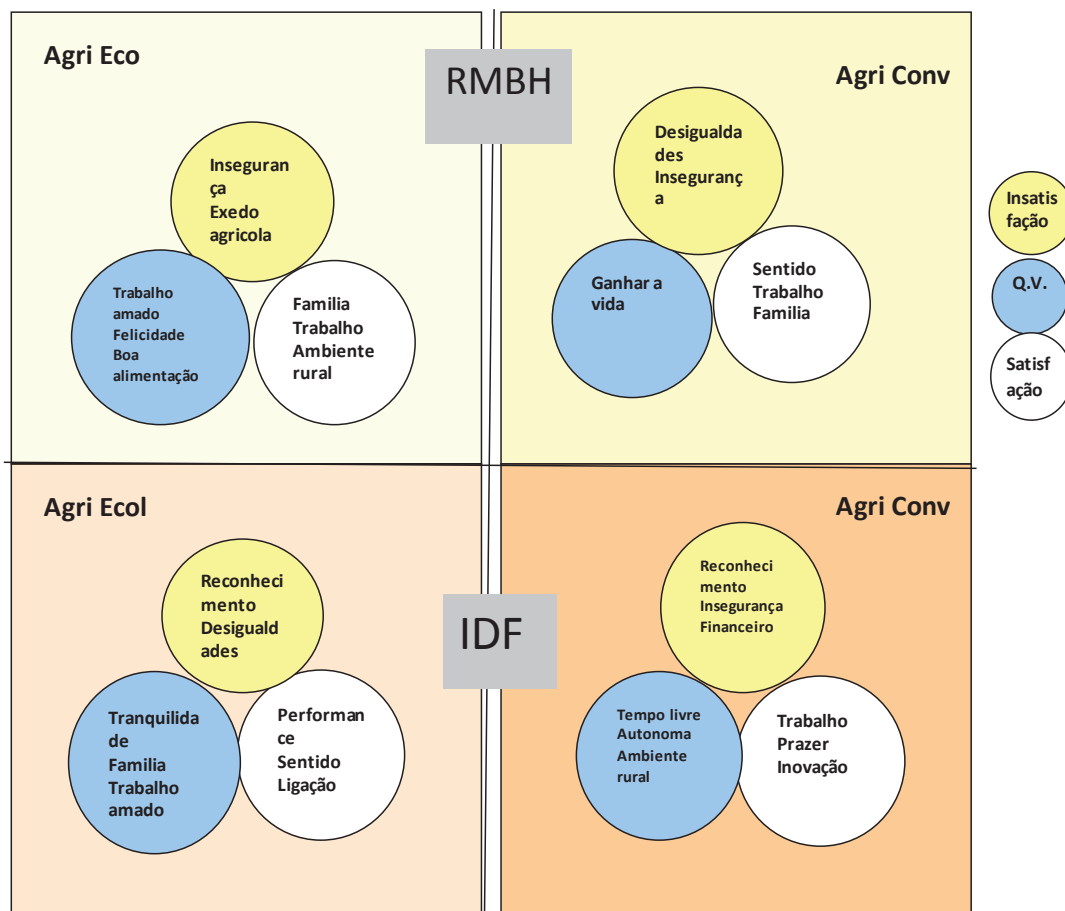 Agri Eco
RMBH
Agri Conv
Inseguran
ça
Exedo
agricola
Trabalho
amado
Felicidade
Boa
alimentação
Familia
Trabalho
Ambiente
rural
Desigualda
des
Inseguranç
a
Ganhar a
vida
Sentido
Trabalho
Familia
Insatis
fação
Q.V.
Satisf
ação
Agri Ecol
IDF
Agri Conv
Reconheci
mento
Desiguald
ades
Tranquilida
de
Familia
Trabalho
amado
Performan
ce
Sentido
Ligação
Reconheci
mento
Insegurança
Financeiro
Tempo livre
Autonoma
Ambiente
rural
Trabalho
Prazer
Inovação